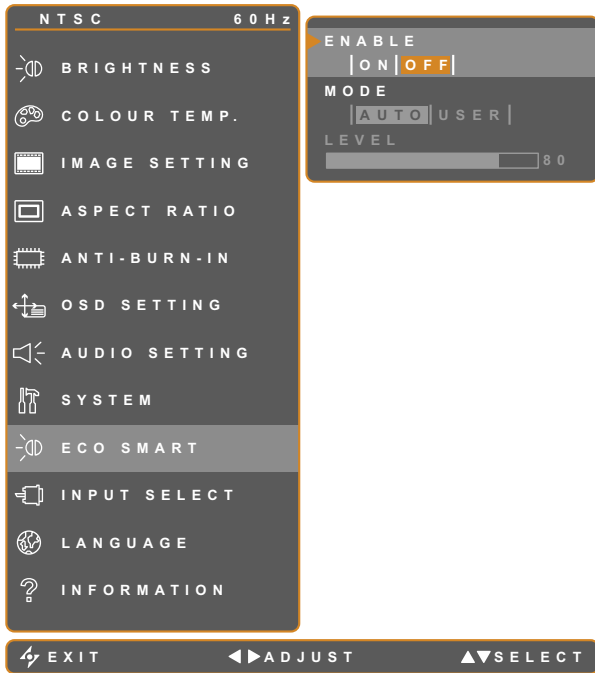 NTSC 60Hz
BRIGHTNESS
COLOUR TEMP.
IMAGE SETTING
ASPECT RATIO
ANTI-BURN-IN
OSD SETTING
AUDIO SETTING
SYSTEM
ECO SMART
INPUT SELECT
LANGUAGE
INFORMATION
ENABLE
ON OFF
MODE
AUTO USER
LEVEL
80
EXIT ADJUST SELECT